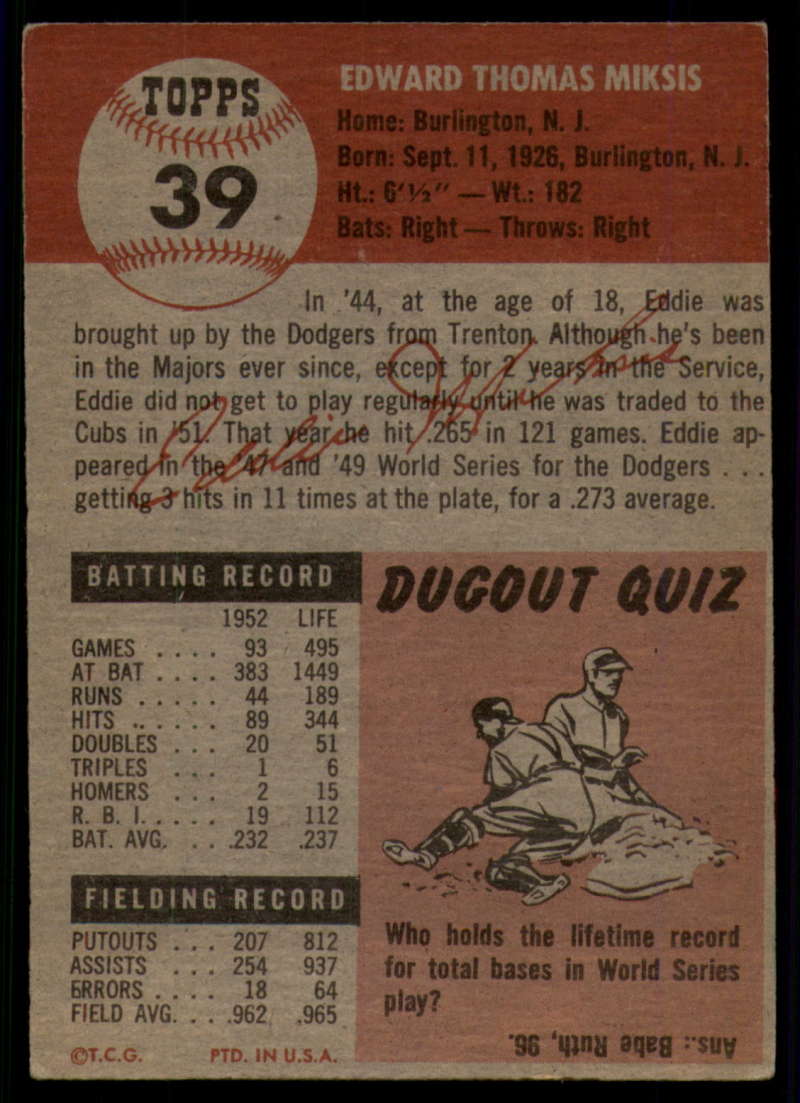 TOPPS
39
EDWARD THOMAS MIKSIS
Home: Burlington, N. J.
Born: Sept. 11, 1926, Burlington, N. J.
Ht.: 6'½" — Wt.: 182
Bats: Right — Throws: Right
In '44, at the age of 18, Eddie was
brought up by the Dodgers from Trenton. Although he's been
in the Majors ever since, except for 2 years in the Service,
Eddie did not get to play regularly until he was traded to the
Cubs in '51. That year he hit .265 in 121 games. Eddie ap-
peared in the '47 and '49 World Series for the Dodgers . . .
getting 3 hits in 11 times at the plate, for a .273 average.
BATTING RECORD
1952 LIFE
GAMES . . . . 93 495
AT BAT . . . . 383 1449
RUNS . . . . . 44 189
HITS . . . . . . 89 344
DOUBLES . . . 20 51
TRIPLES . . . 1 6
HOMERS . . . 2 15
R. B. I. . . . . . 19 112
BAT. AVG. . . . .232 .237
FIELDING RECORD
PUTOUTS . . . 207 812
ASSISTS . . . 254 937
ERRORS . . . . 18 64
FIELD AVG. . . .962 .965
©T.C.G. PTD. IN U.S.A.
DUGOUT QUIZ
Who holds the lifetime record
for total bases in World Series
play?
Ans.: Babe Ruth, 96.